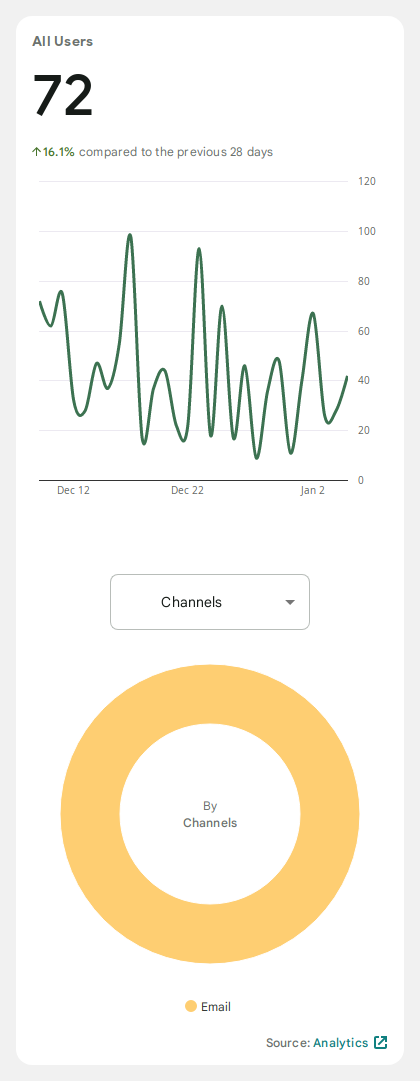 All Users
72
↑16.1% compared to the previous 28 days
120
100
80
60
40
20
0
Dec 12 Dec 22 Jan 2
Channels
By
Channels
Email
Source: Analytics